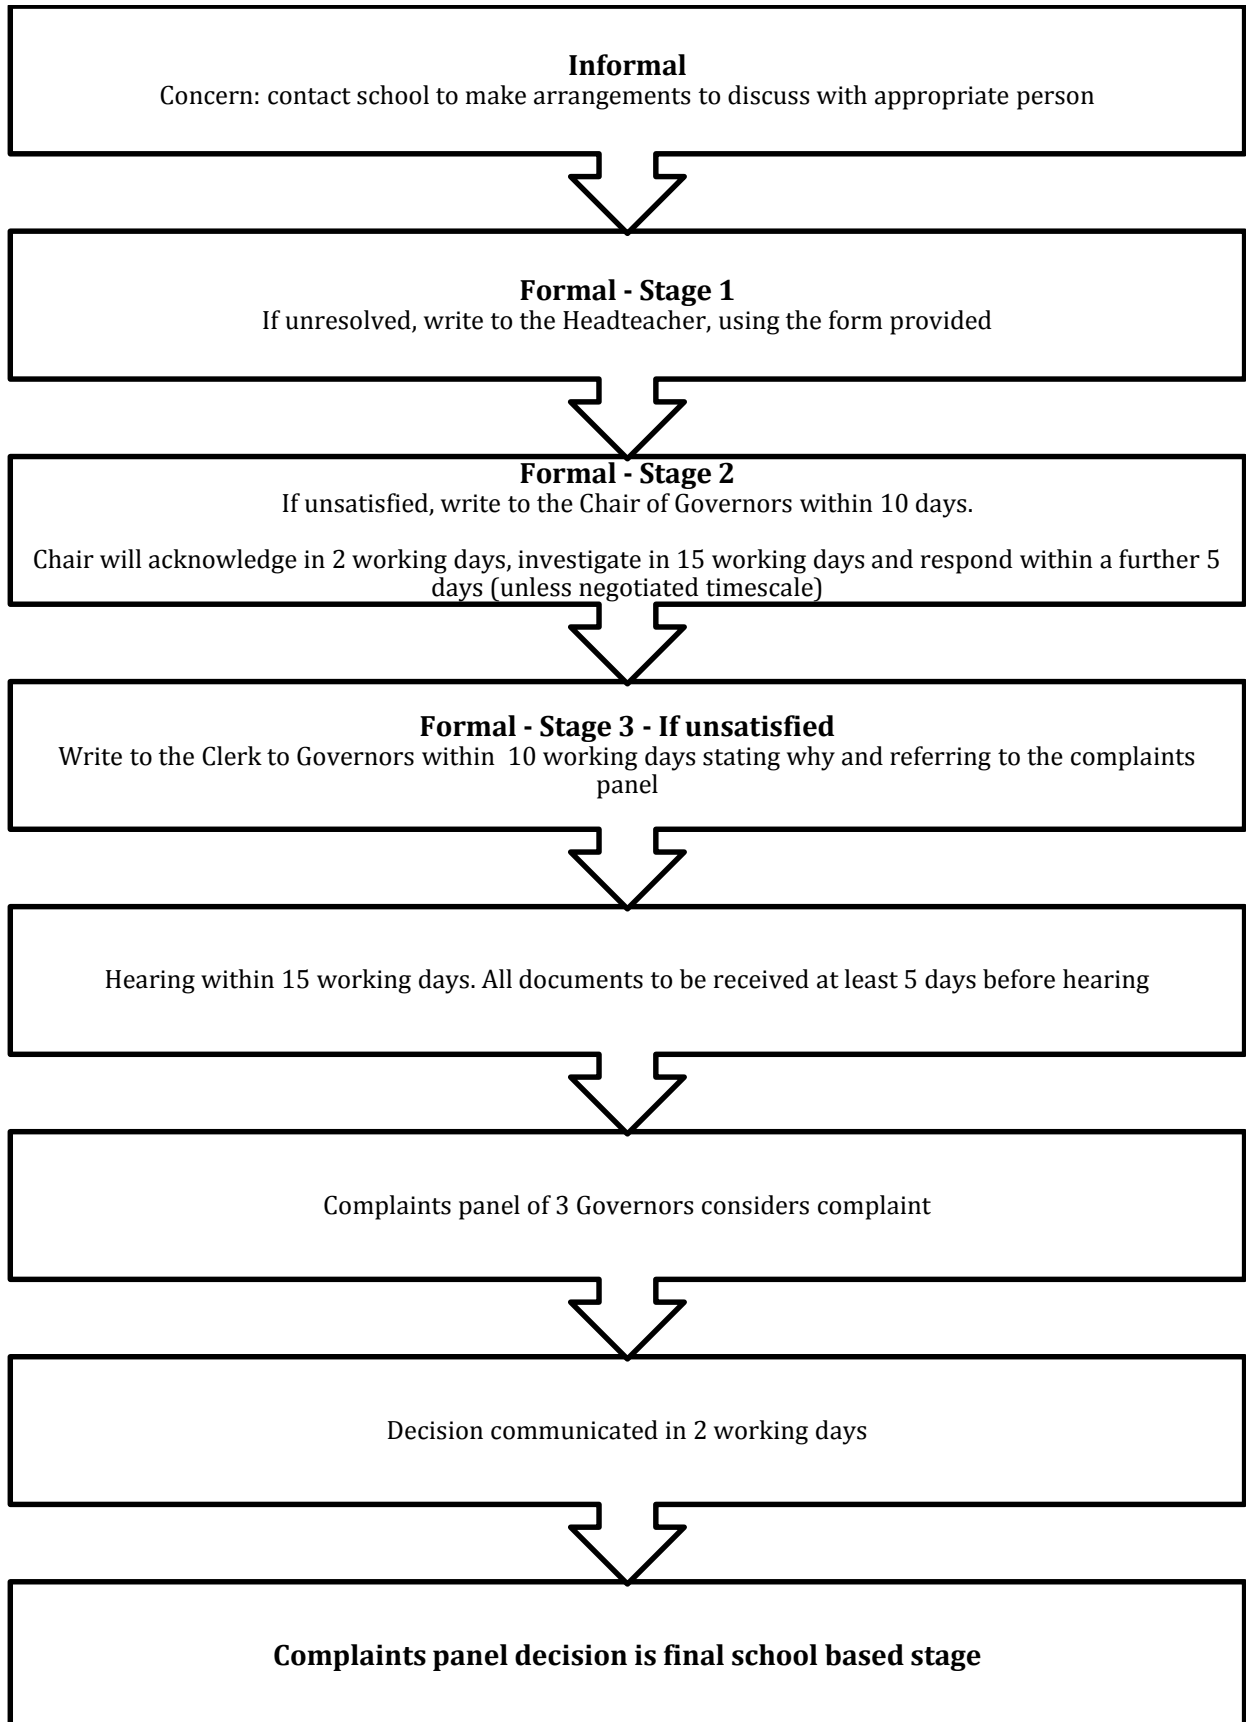 Informal
Concern: contact school to make arrangements to discuss with appropriate person
Formal - Stage 1
If unresolved, write to the Headteacher, using the form provided
Formal - Stage 2
If unsatisfied, write to the Chair of Governors within 10 days.
Chair will acknowledge in 2 working days, investigate in 15 working days and respond within a further 5
days (unless negotiated timescale)
Formal - Stage 3 - If unsatisfied
Write to the Clerk to Governors within  10 working days stating why and referring to the complaints
panel
Hearing within 15 working days. All documents to be received at least 5 days before hearing
Complaints panel of 3 Governors considers complaint
Decision communicated in 2 working days
Complaints panel decision is final school based stage